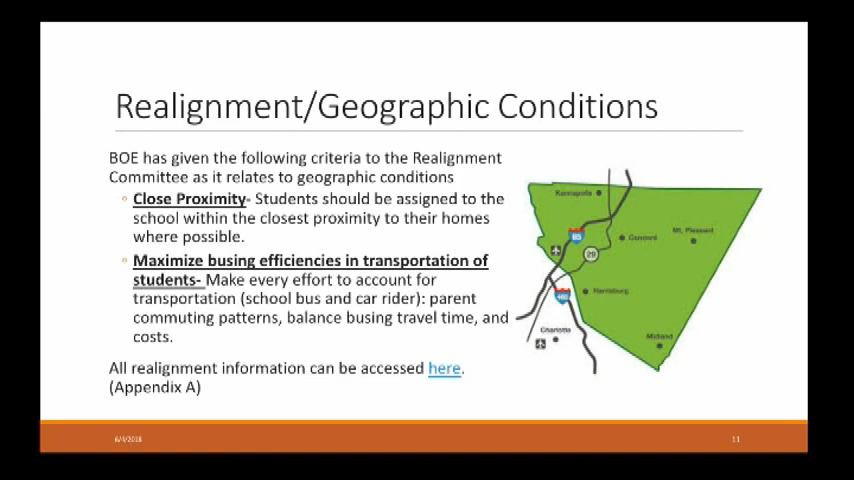 Realignment/Geographic Conditions
BOE has given the following criteria to the Realignment
Committee as it relates to geographic conditions
◦ Close Proximity- Students should be assigned to the
school within the closest proximity to their homes
where possible.
◦ Maximize busing efficiencies in transportation of
students- Make every effort to account for
transportation (school bus and car rider): parent
commuting patterns, balance busing travel time, and
costs.
All realignment information can be accessed here.
(Appendix A)
Kannapolis
85
Concord
Mt. Pleasant
29
Harrisburg
485
Charlotte
Midland
6/4/2018
11